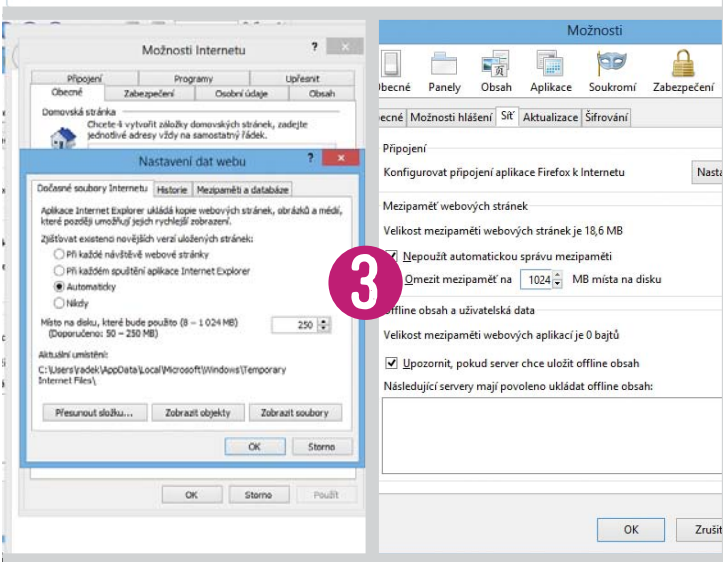 Možnosti Internetu
?
Připojení Programy Upřesnit
Obecné Zabezpečení Osobní údaje Obsah
Domovská stránka
Chcete-li vytvořit záložky domovských stránek, zadejte
jednotlivé adresy vždy na samostatný řádek.
Nastavení dat webu
? ×
Dočasné soubory Internetu Historie Mezipaměti a databáze
Aplikace Internet Explorer ukládá kopie webových stránek, obrázků a médií,
které později umožňují jejich rychlejší zobrazení.
Zjišťovat existenci novějších verzí uložených stránek:
Při každé návštěvě webové stránky
Při každém spuštění aplikace Internet Explorer
Automaticky
Nikdy
Místo na disku, které bude použito (8 – 1 024 MB)
(Doporučeno: 50 – 250 MB)
250
Aktuální umístění:
C:\Users\radek\AppData\Local\Microsoft\Windows\Temporary
Internet Files\
Přesunout složku... Zobrazit objekty Zobrazit soubory
OK Storno
OK Storno Použít
3
Možnosti
Obecné Panely Obsah Aplikace Soukromí Zabezpečení
ecné Možnosti hlášení Síť Aktualizace Šifrování
Připojení
Konfigurovat připojení aplikace Firefox k Internetu Nasta
Mezipaměť webových stránek
Velikost mezipaměti webových stránek je 18,6 MB
Nepoužít automatickou správu mezipaměti
Omezit mezipaměť na 1024 MB místa na disku
Offline obsah a uživatelská data
Velikost mezipaměti webových aplikací je 0 bajtů
Upozornit, pokud server chce uložit offline obsah
Následující servery mají povoleno ukládat offline obsah:
OK Zrušit